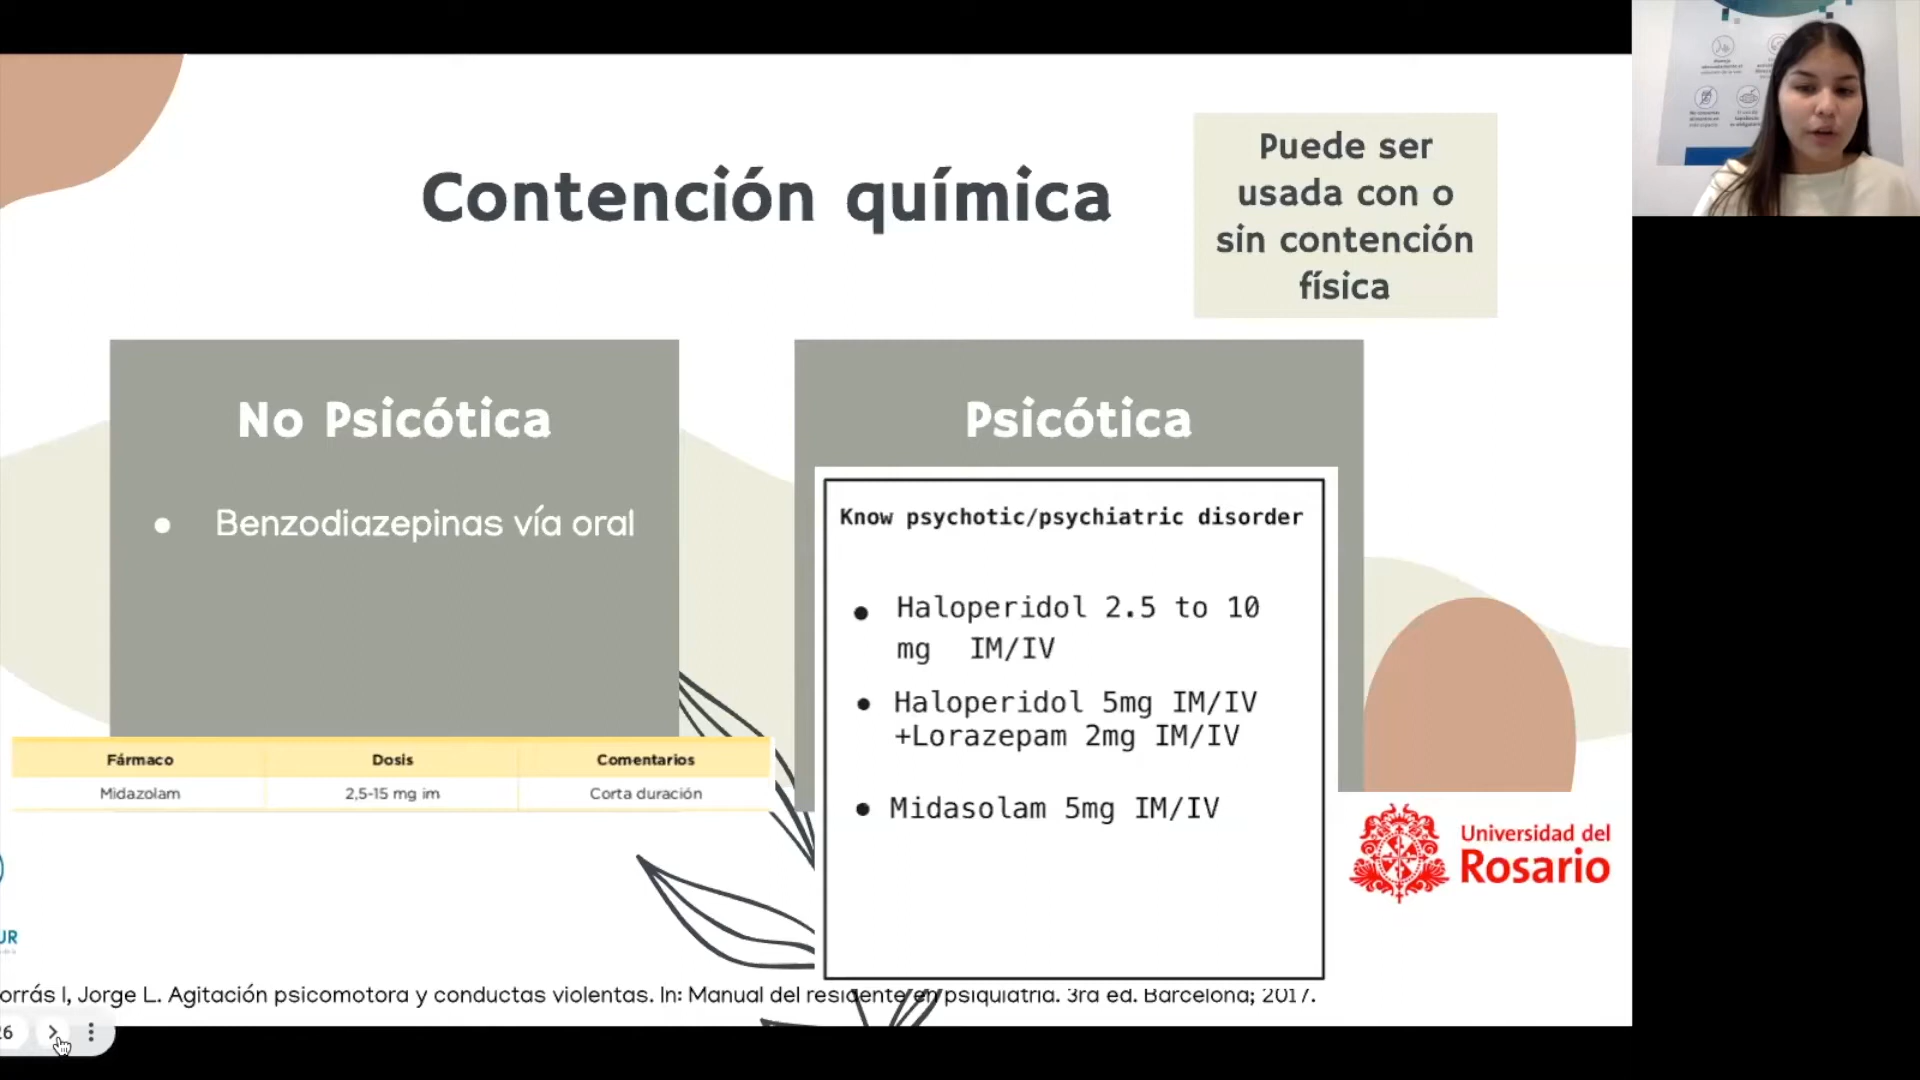 Contención química
Puede ser
usada con o
sin contención
física
No Psicótica
Benzodiazepinas vía oral
Fármaco Dosis Comentarios
Midazolam 2,5-15 mg im Corta duración
Psicótica
Know psychotic/psychiatric disorder
Haloperidol 2.5 to 10
mg IM/IV
Haloperidol 5mg IM/IV
+Lorazepam 2mg IM/IV
Midasolam 5mg IM/IV
Universidad del
Rosario
UR
orrás I, Jorge L. Agitación psicomotora y conductas violentas. In: Manual del residente en psiquiatría. 3ra ed. Barcelona; 2017.
26